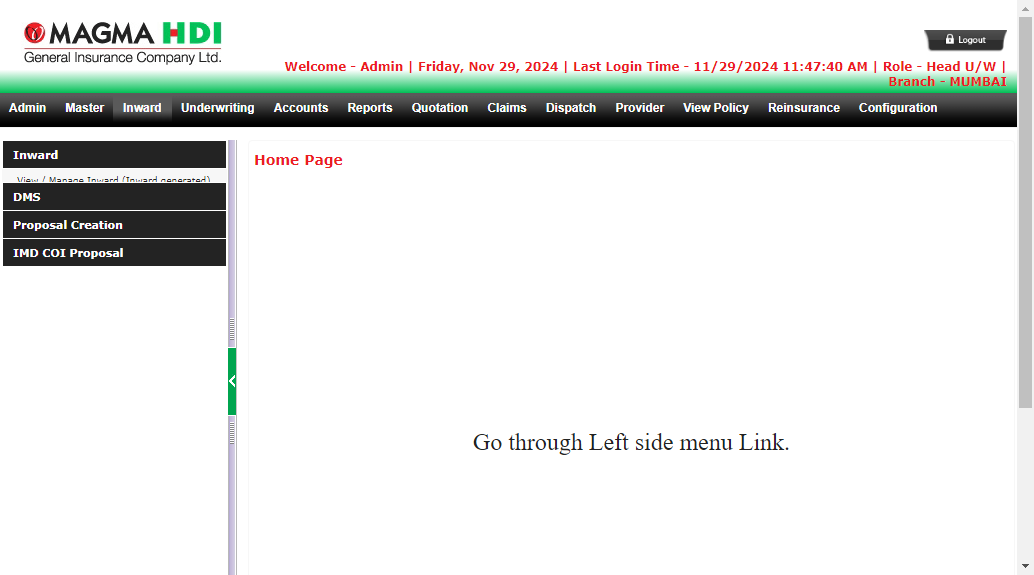 MAGMA HDI
General Insurance Company Ltd.
Logout
Welcome - Admin | Friday, Nov 29, 2024 | Last Login Time - 11/29/2024 11:47:40 AM | Role - Head U/W |
Branch - MUMBAI
Admin Master Inward Underwriting Accounts Reports Quotation Claims Dispatch Provider View Policy Reinsurance Configuration
Inward
View / Manage Inward (Inward generated)
DMS
Proposal Creation
IMD COI Proposal
Home Page
Go through Left side menu Link.